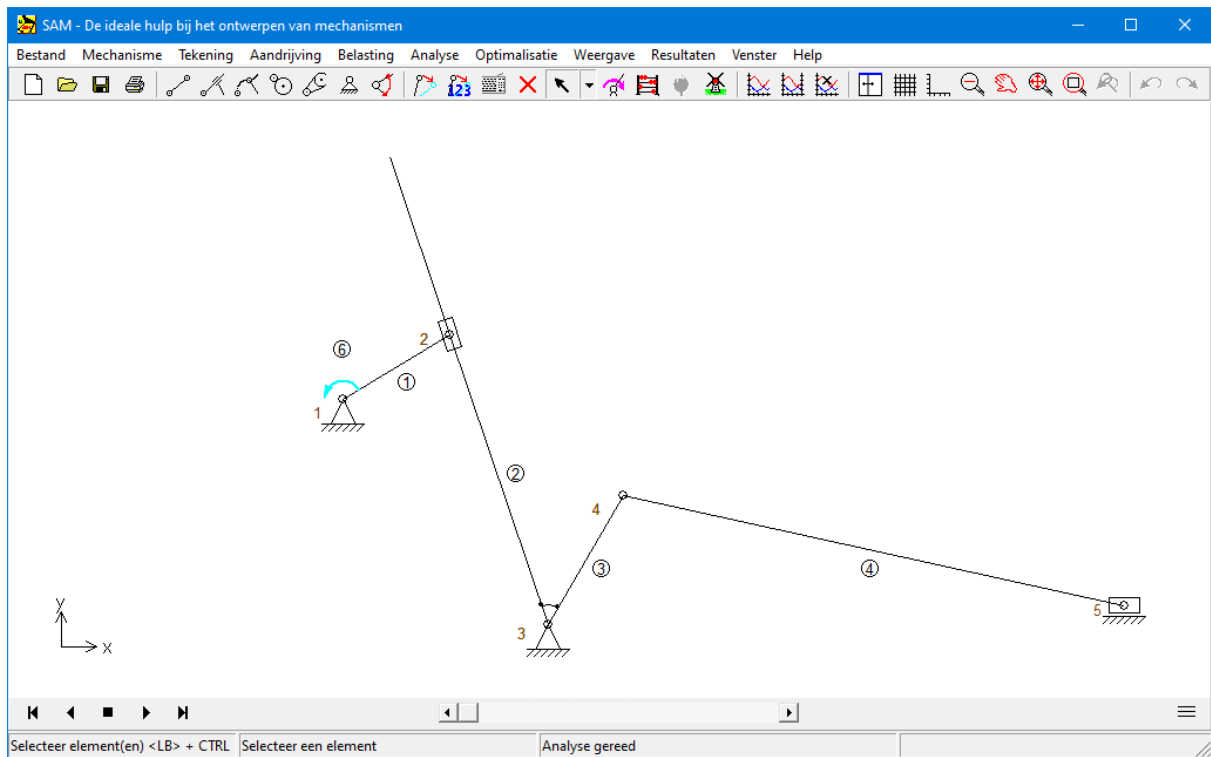 SAM - De ideale hulp bij het ontwerpen van mechanismen
Bestand Mechanisme Tekening Aandrijving Belasting Analyse Optimalisatie Weergave Resultaten Venster Help
123
2
6
1
1
2
4
3
4
y
x
5
3
Selecteer element(en) <LB> + CTRL Selecteer een element Analyse gereed